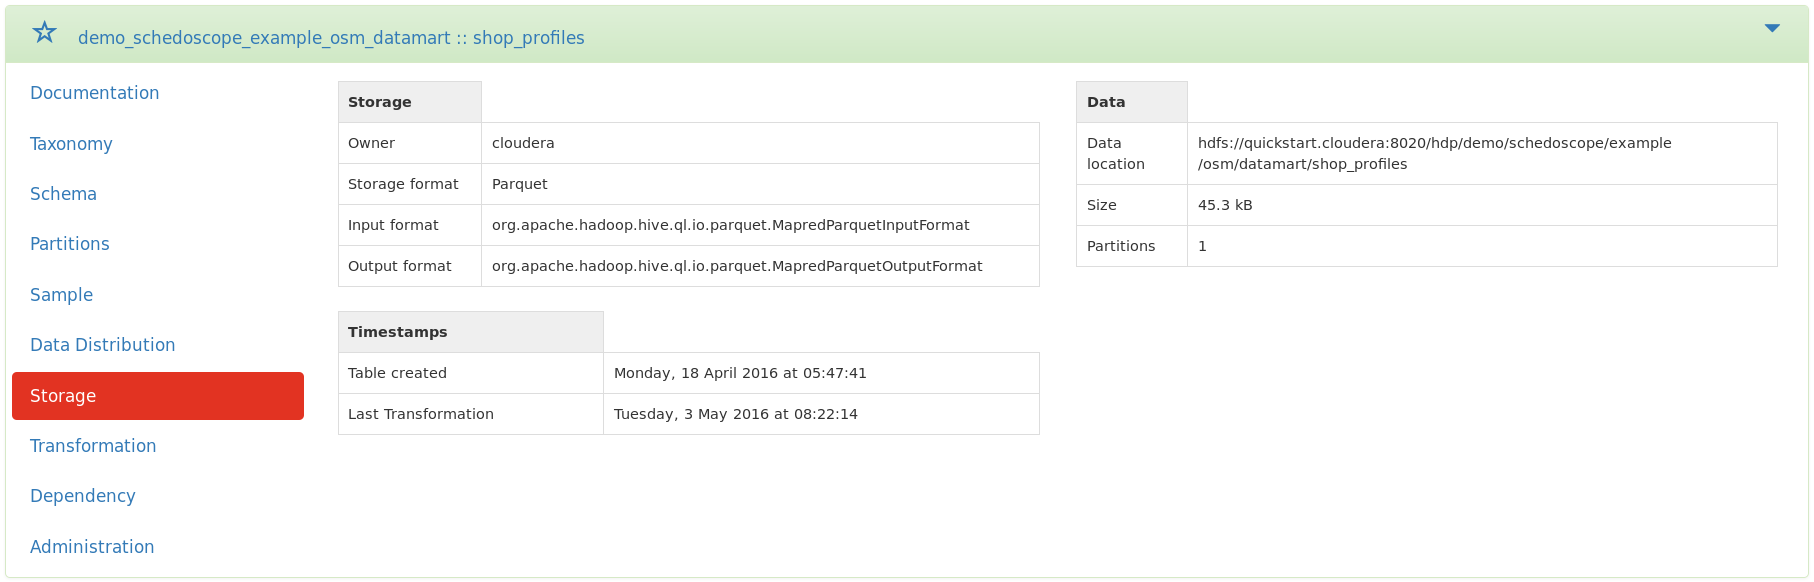 demo_schedoscope_example_osm_datamart :: shop_profiles
Documentation
Taxonomy
Schema
Partitions
Sample
Data Distribution
Storage
Transformation
Dependency
Administration
Storage
Owner cloudera
Storage format Parquet
Input format org.apache.hadoop.hive.ql.io.parquet.MapredParquetInputFormat
Output format org.apache.hadoop.hive.ql.io.parquet.MapredParquetOutputFormat
Timestamps
Table created Monday, 18 April 2016 at 05:47:41
Last Transformation Tuesday, 3 May 2016 at 08:22:14
Data
Data hdfs://quickstart.cloudera:8020/hdp/demo/schedoscope/example
location /osm/datamart/shop_profiles
Size 45.3 kB
Partitions 1